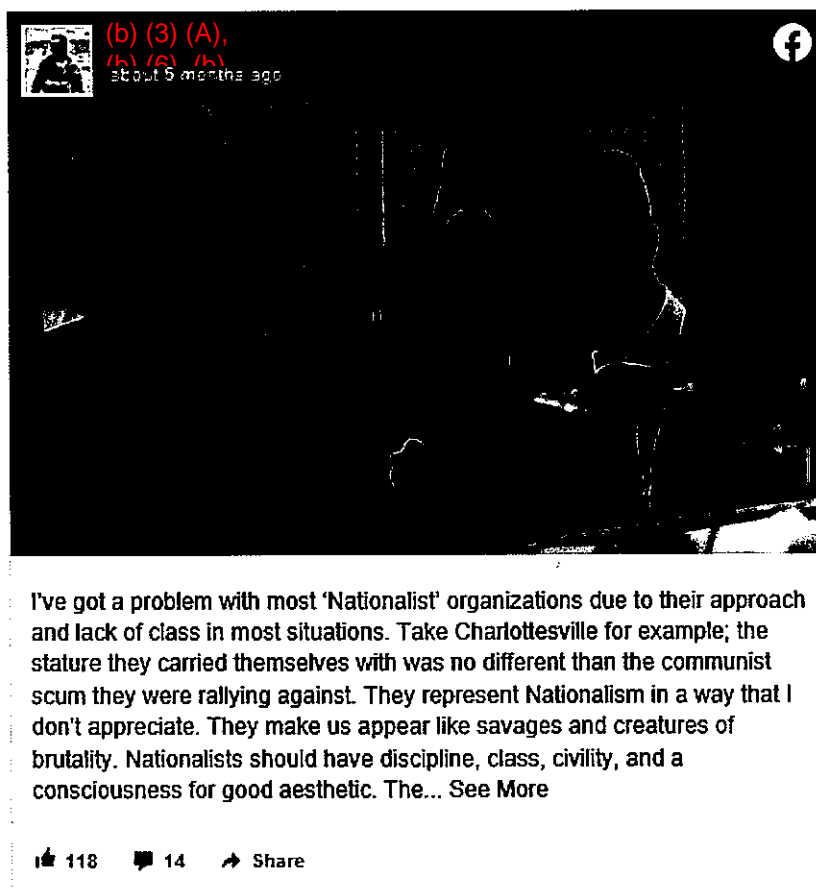 (b) (3) (A),
(b) (6), (b)
about 5 months ago
I've got a problem with most 'Nationalist' organizations due to their approach
and lack of class in most situations. Take Charlottesville for example; the
stature they carried themselves with was no different than the communist
scum they were rallying against. They represent Nationalism in a way that I
don't appreciate. They make us appear like savages and creatures of
brutality. Nationalists should have discipline, class, civility, and a
consciousness for good aesthetic. The... See More
118 14 Share